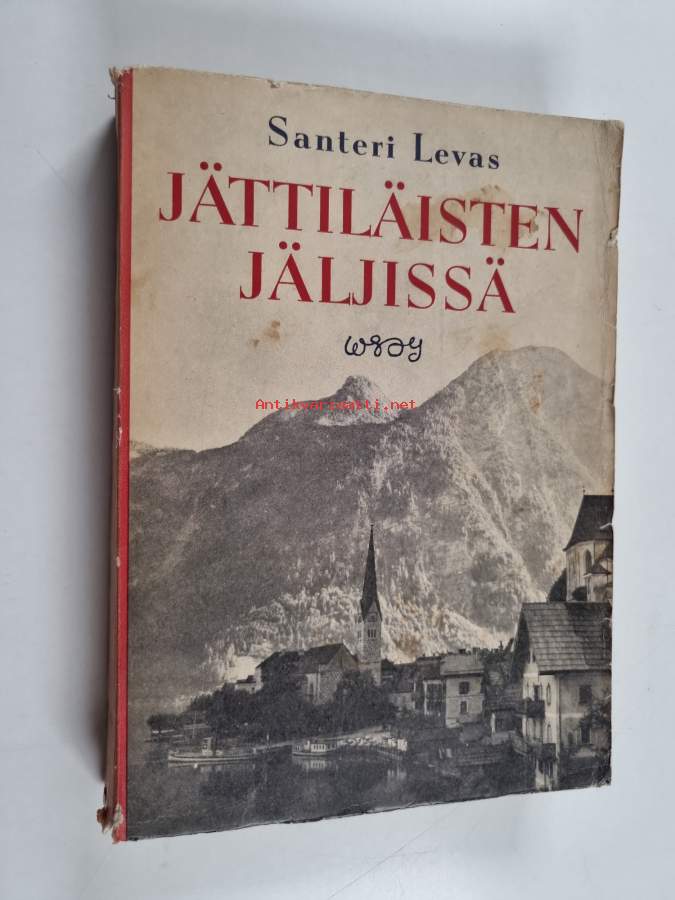 Santeri Levas
JÄTTILÄISTEN
JÄLJISSÄ
WSOY
Antikvariaatti.net